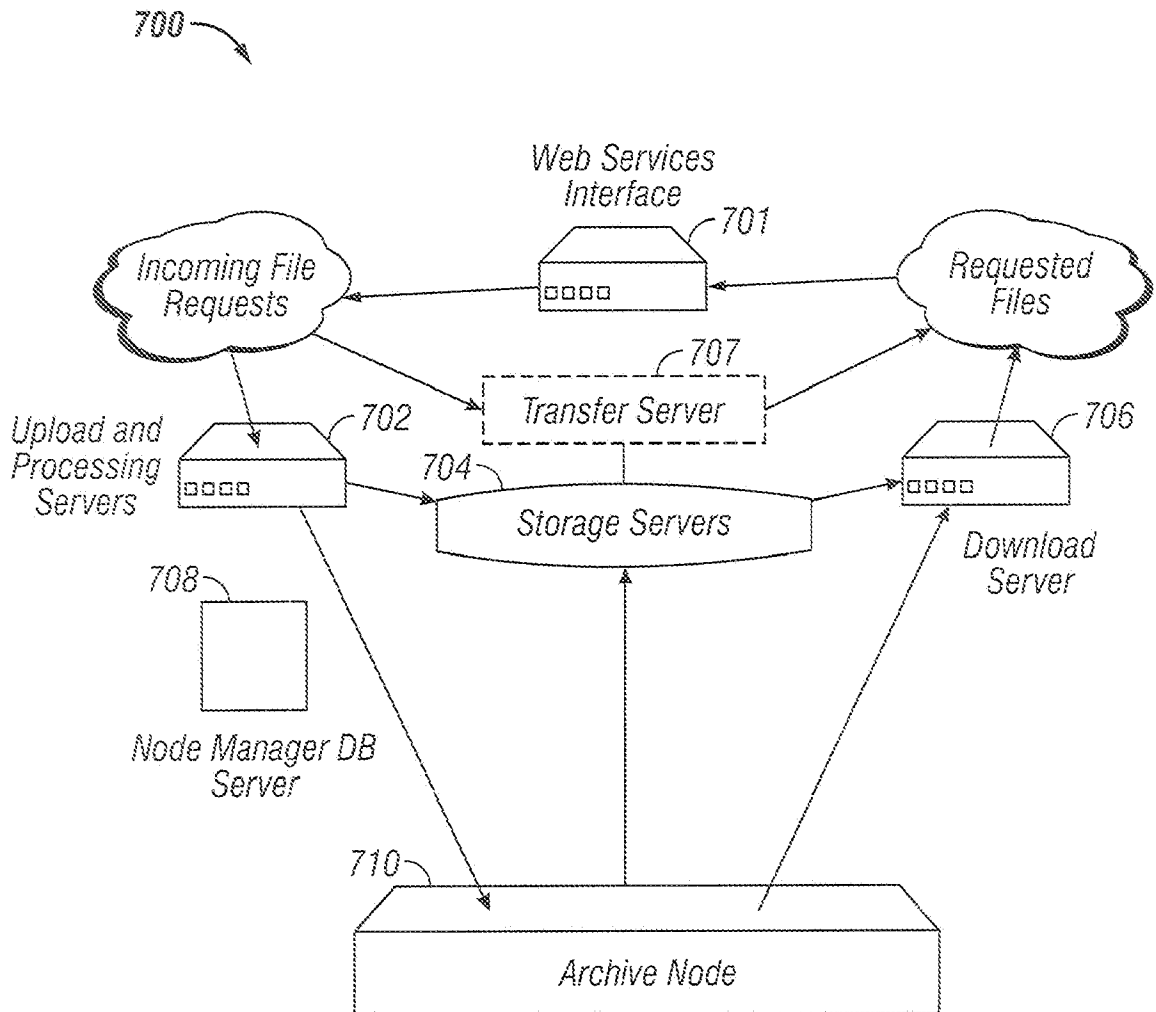 700
Web Services
Interface
701
Incoming File
Requests
Requested
Files
707
Transfer Server
Upload and
Processing
Servers
702
704
Storage Servers
706
Download
Server
708
Node Manager DB
Server
710
Archive Node